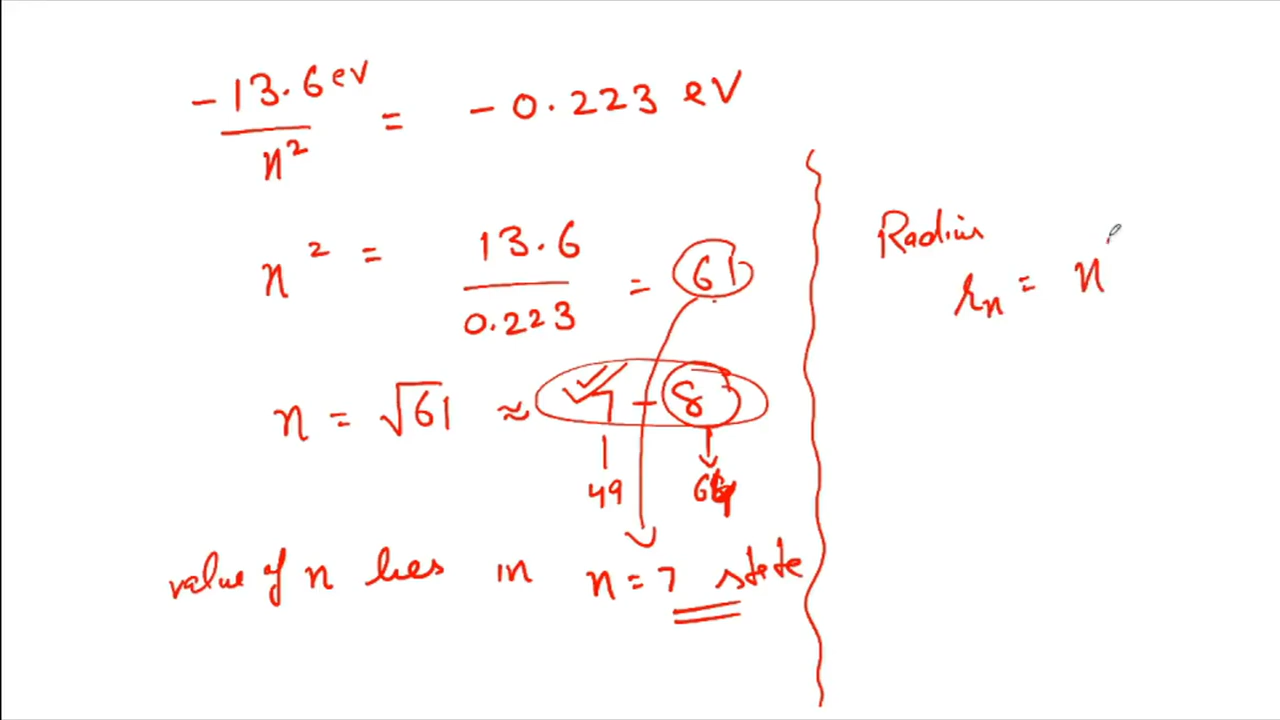 -13.6 ev / n² = -0.223 eV
n² = 13.6 / 0.223 = 61
n = √61 ≈ 7 - 8
49 64
value of n lies in n = 7 state
Radius
rn = n